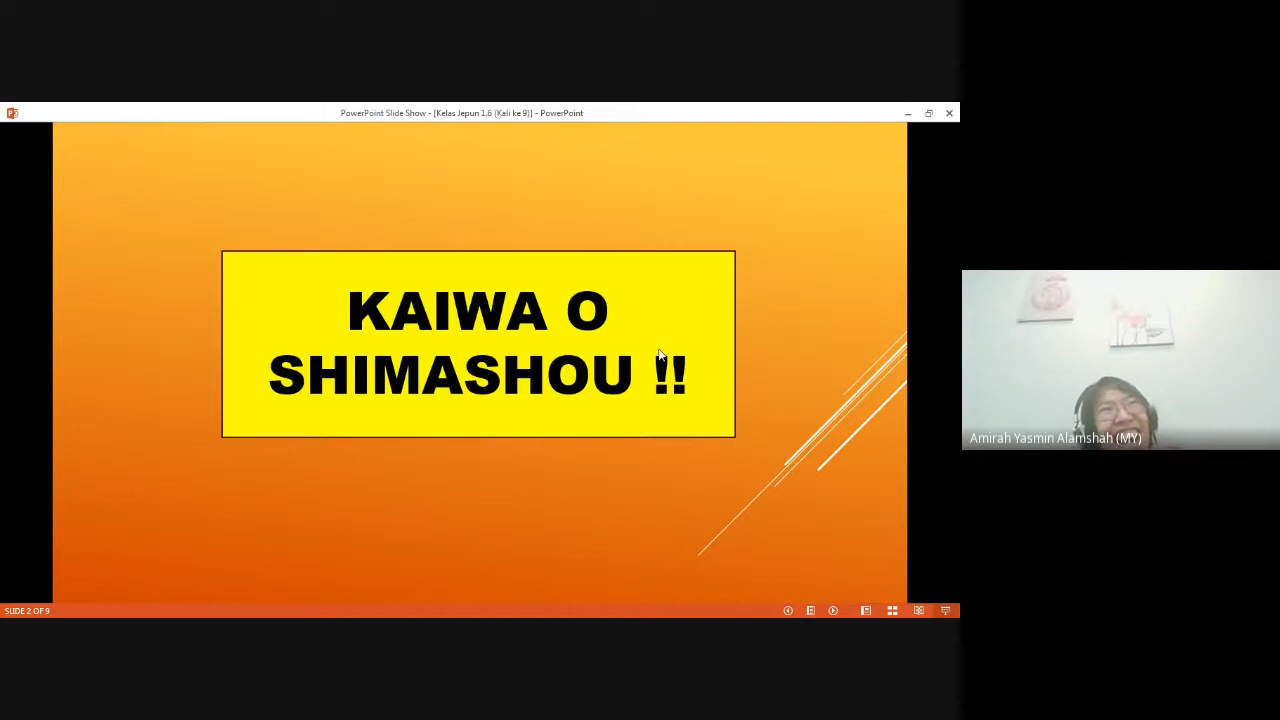 PowerPoint Slide Show - [Kelas Jepun 1.6 (Kali ke 9)] - PowerPoint
KAIWA O
SHIMASHOU !!
Amirah Yasmin Alamshah (MY)
SLIDE 2 OF 9